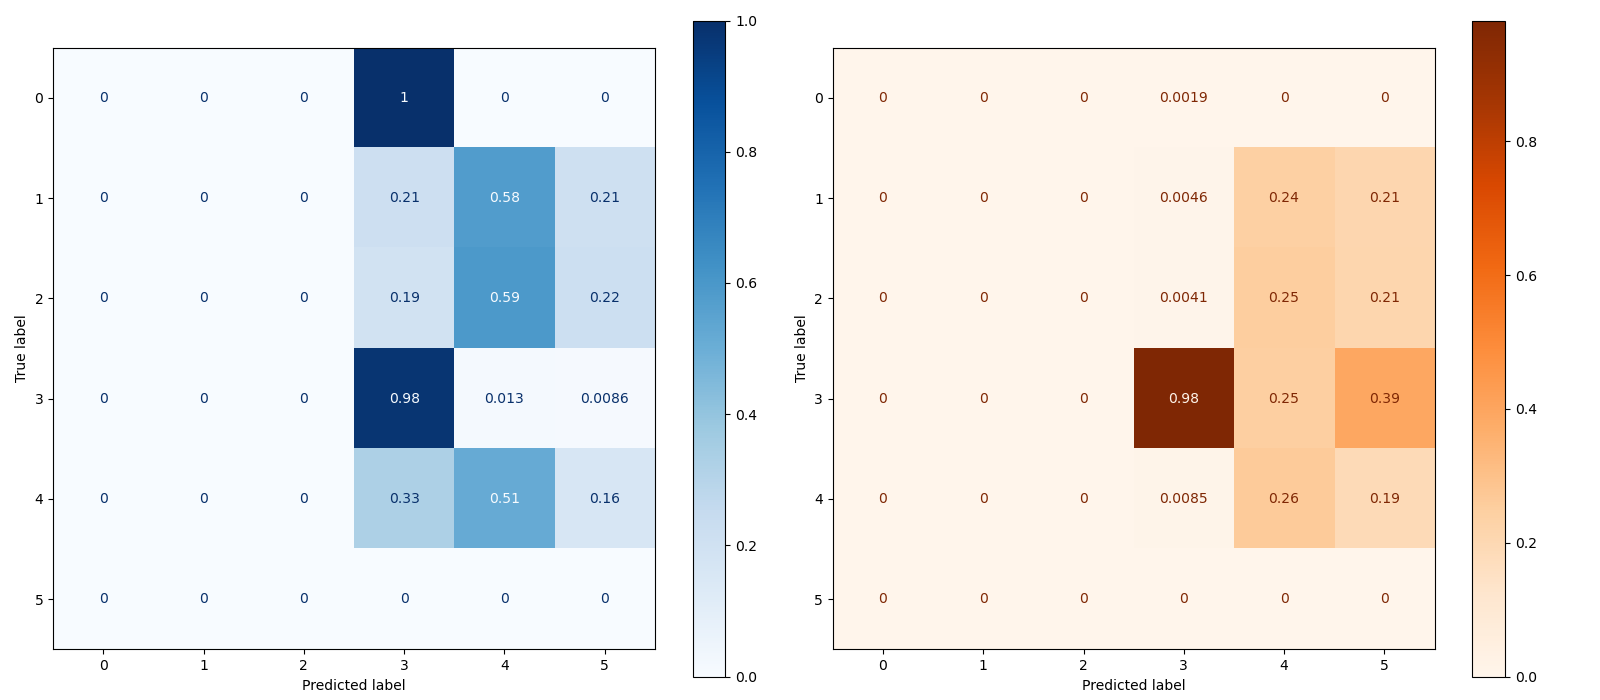 1.0
0 0 0 0 1 0 0
0.8
1 0 0 0 0.21 0.58 0.21
2 0 0 0 0.19 0.59 0.22
0.6
3 0 0 0 0.98 0.013 0.0086
0.4
4 0 0 0 0.33 0.51 0.16
0.2
5 0 0 0 0 0 0
0.0
0 1 2 3 4 5
True label
Predicted label
0 0 0 0 0.0019 0 0
0.8
1 0 0 0 0.0046 0.24 0.21
2 0 0 0 0.0041 0.25 0.21
0.6
3 0 0 0 0.98 0.25 0.39
0.4
4 0 0 0 0.0085 0.26 0.19
0.2
5 0 0 0 0 0 0
0.0
0 1 2 3 4 5
True label
Predicted label